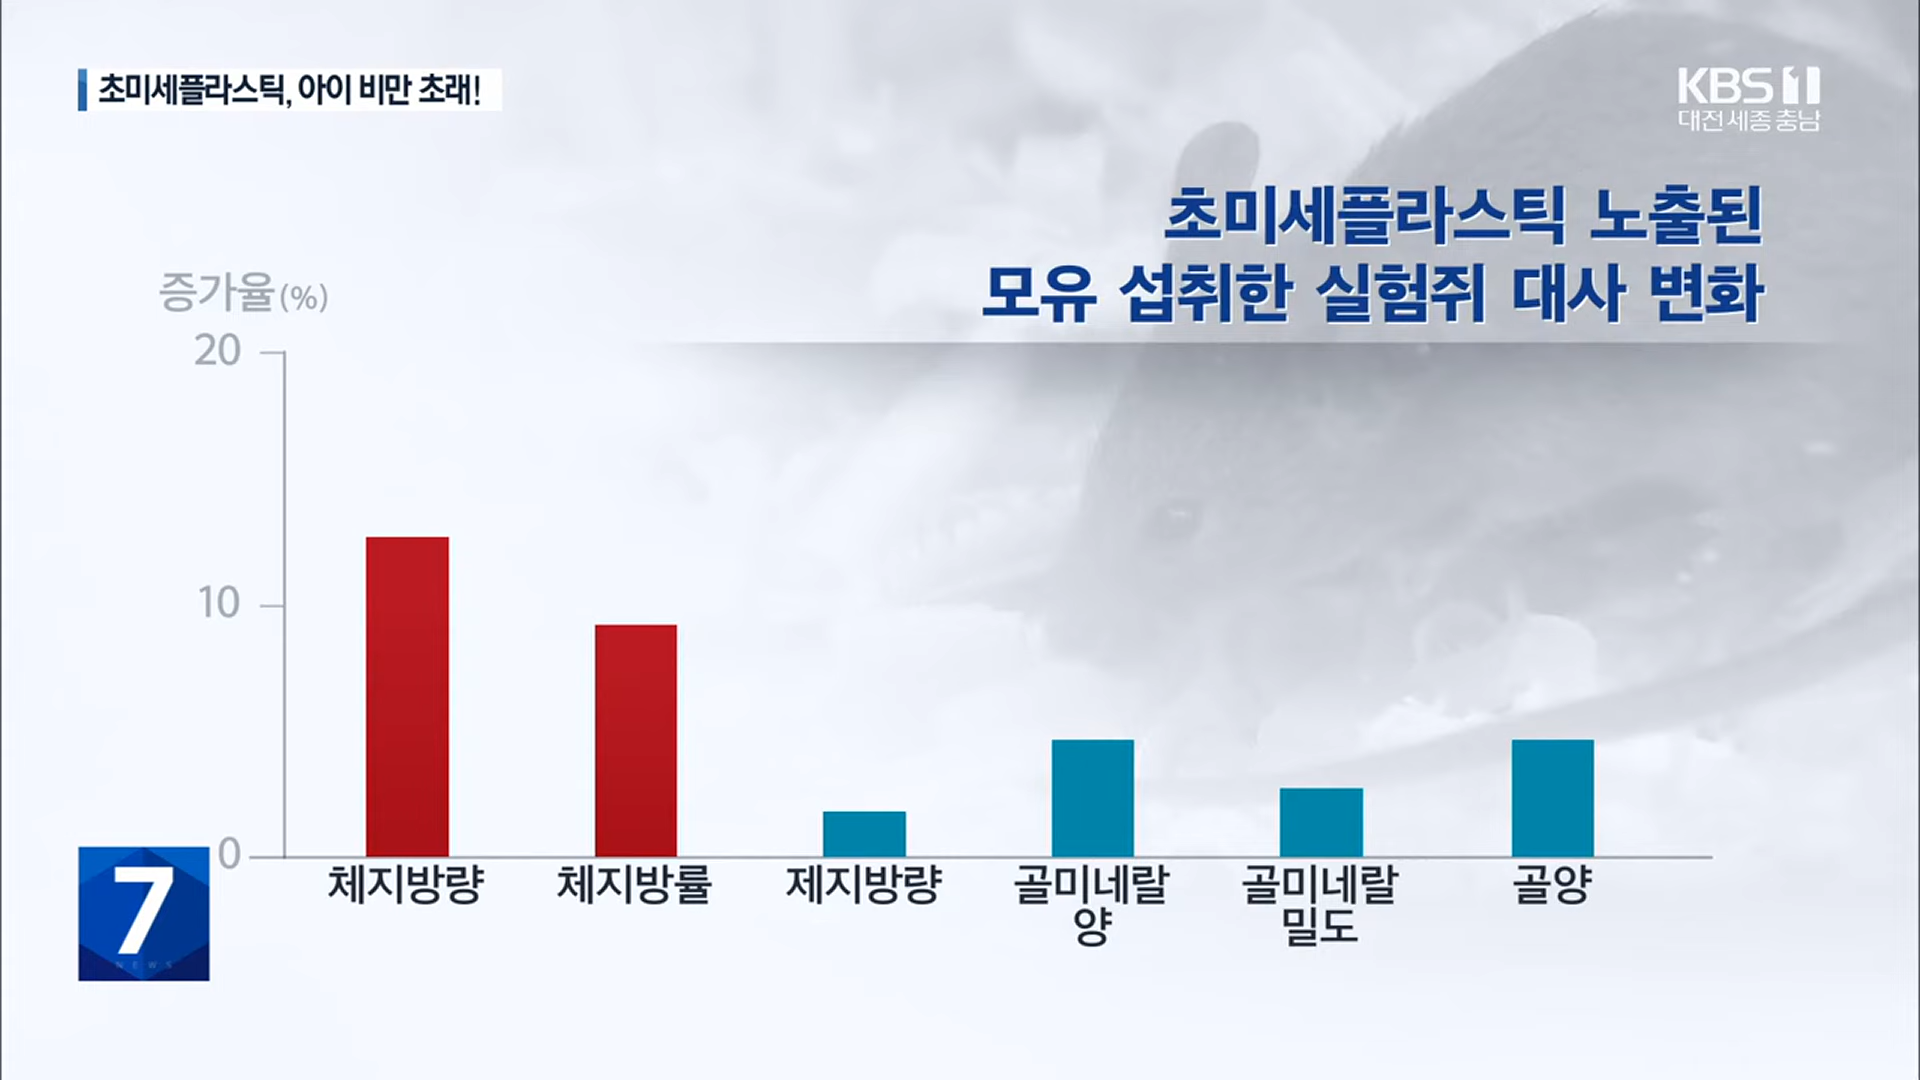 초미세플라스틱, 아이 비만 초래!
KBS 1
대전 세종 충남
초미세플라스틱 노출된
모유 섭취한 실험쥐 대사 변화
증가율(%)
20
10
0
체지방량
체지방률
제지방량
골미네랄
양
골미네랄
밀도
골양
7
NEWS